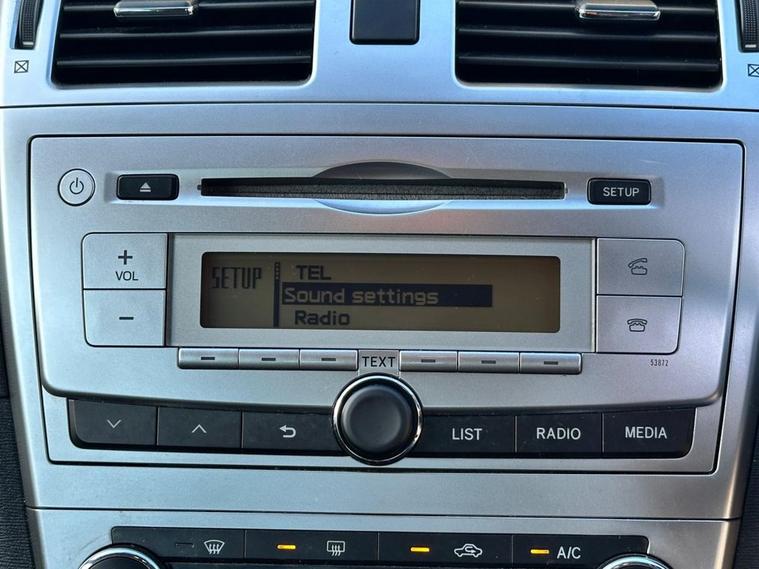 SETUP
+
VOL
−
SETUP
TEL
Sound settings
Radio
TEXT
53872
LIST
RADIO
MEDIA
A/C